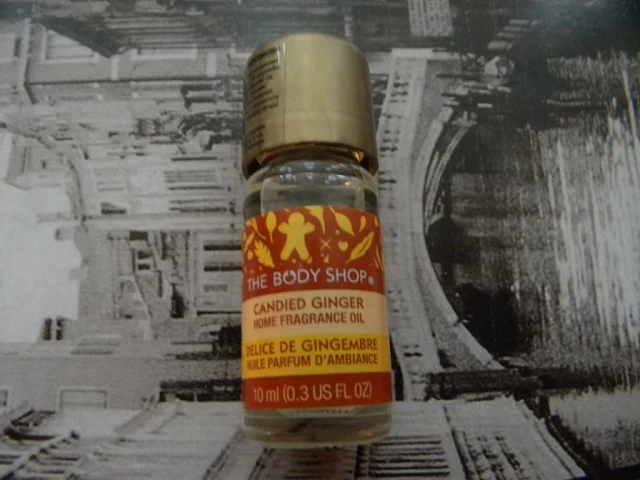 THE BODY SHOP®
CANDIED GINGER
HOME FRAGRANCE OIL
DELICE DE GINGEMBRE
HUILE PARFUM D'AMBIANCE
10 ml (0.3 US FL OZ)